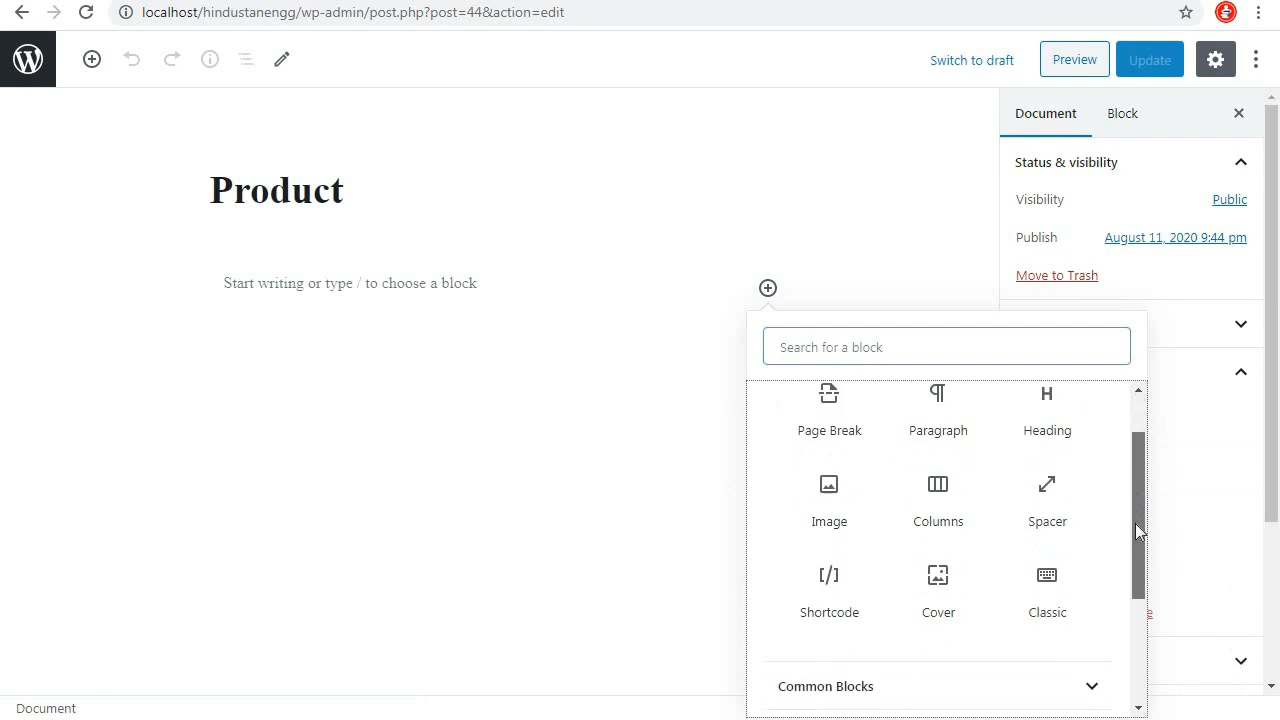 localhost/hindustanengg/wp-admin/post.php?post=44&action=edit
Switch to draft
Preview
Update
Document
Block
Status & visibility
Product
Visibility
Public
Publish
August 11, 2020 9:44 pm
Move to Trash
Start writing or type / to choose a block
Search for a block
Page Break
Paragraph
Heading
Image
Columns
Spacer
Shortcode
Cover
Classic
Common Blocks
Document